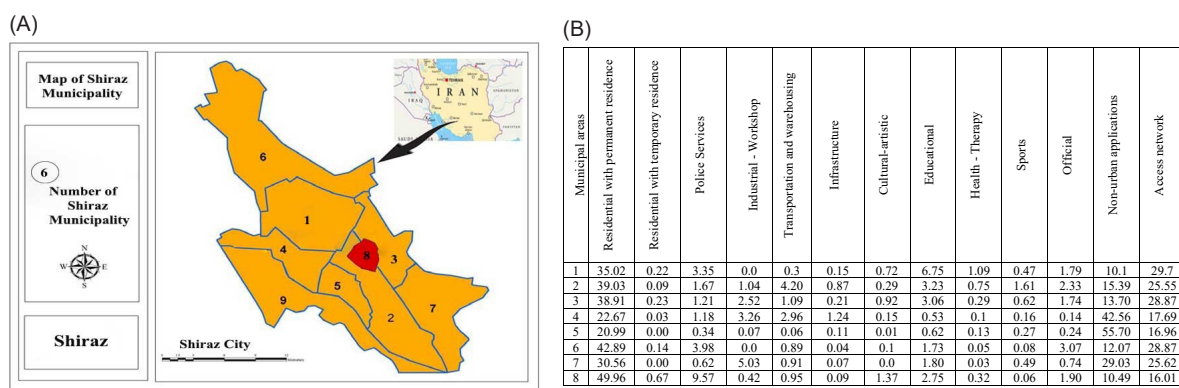 (A)
Map of Shiraz
Municipality
6
Number of
Shiraz
Municipality
N
W E
S
Shiraz
6
1
4
8
3
5
9
2
7
Shiraz City
IRAN
TEHRAN
IRAQ
AFGHANISTAN
PAKISTAN
(B)
Municipal areas
Residential with permanent residence
Residential with temporary residence
Police Services
Industrial - Workshop
Transportation and warehousing
Infrastructure
Cultural-artistic
Educational
Health - Therapy
Sports
Official
Non-urban applications
Access network
1 35.02 0.22 3.35 0.0 0.3 0.15 0.72 6.75 1.09 0.47 1.79 10.1 29.7
2 39.03 0.09 1.67 1.04 4.20 0.87 0.29 3.23 0.75 1.61 2.33 15.39 25.55
3 38.91 0.23 1.21 2.52 1.09 0.21 0.92 3.06 0.29 0.62 1.74 13.70 28.87
4 22.67 0.03 1.18 3.26 2.96 1.24 0.15 0.53 0.1 0.16 0.14 42.56 17.69
5 20.99 0.00 0.34 0.07 0.06 0.11 0.01 0.62 0.13 0.27 0.24 55.70 16.96
6 42.89 0.14 3.98 0.0 0.89 0.04 0.1 1.73 0.05 0.08 3.07 12.07 28.87
7 30.56 0.00 0.62 5.03 0.91 0.07 0.0 1.80 0.03 0.49 0.74 29.03 25.62
8 49.96 0.67 9.57 0.42 0.95 0.09 1.37 2.75 0.32 0.06 1.90 10.49 16.01